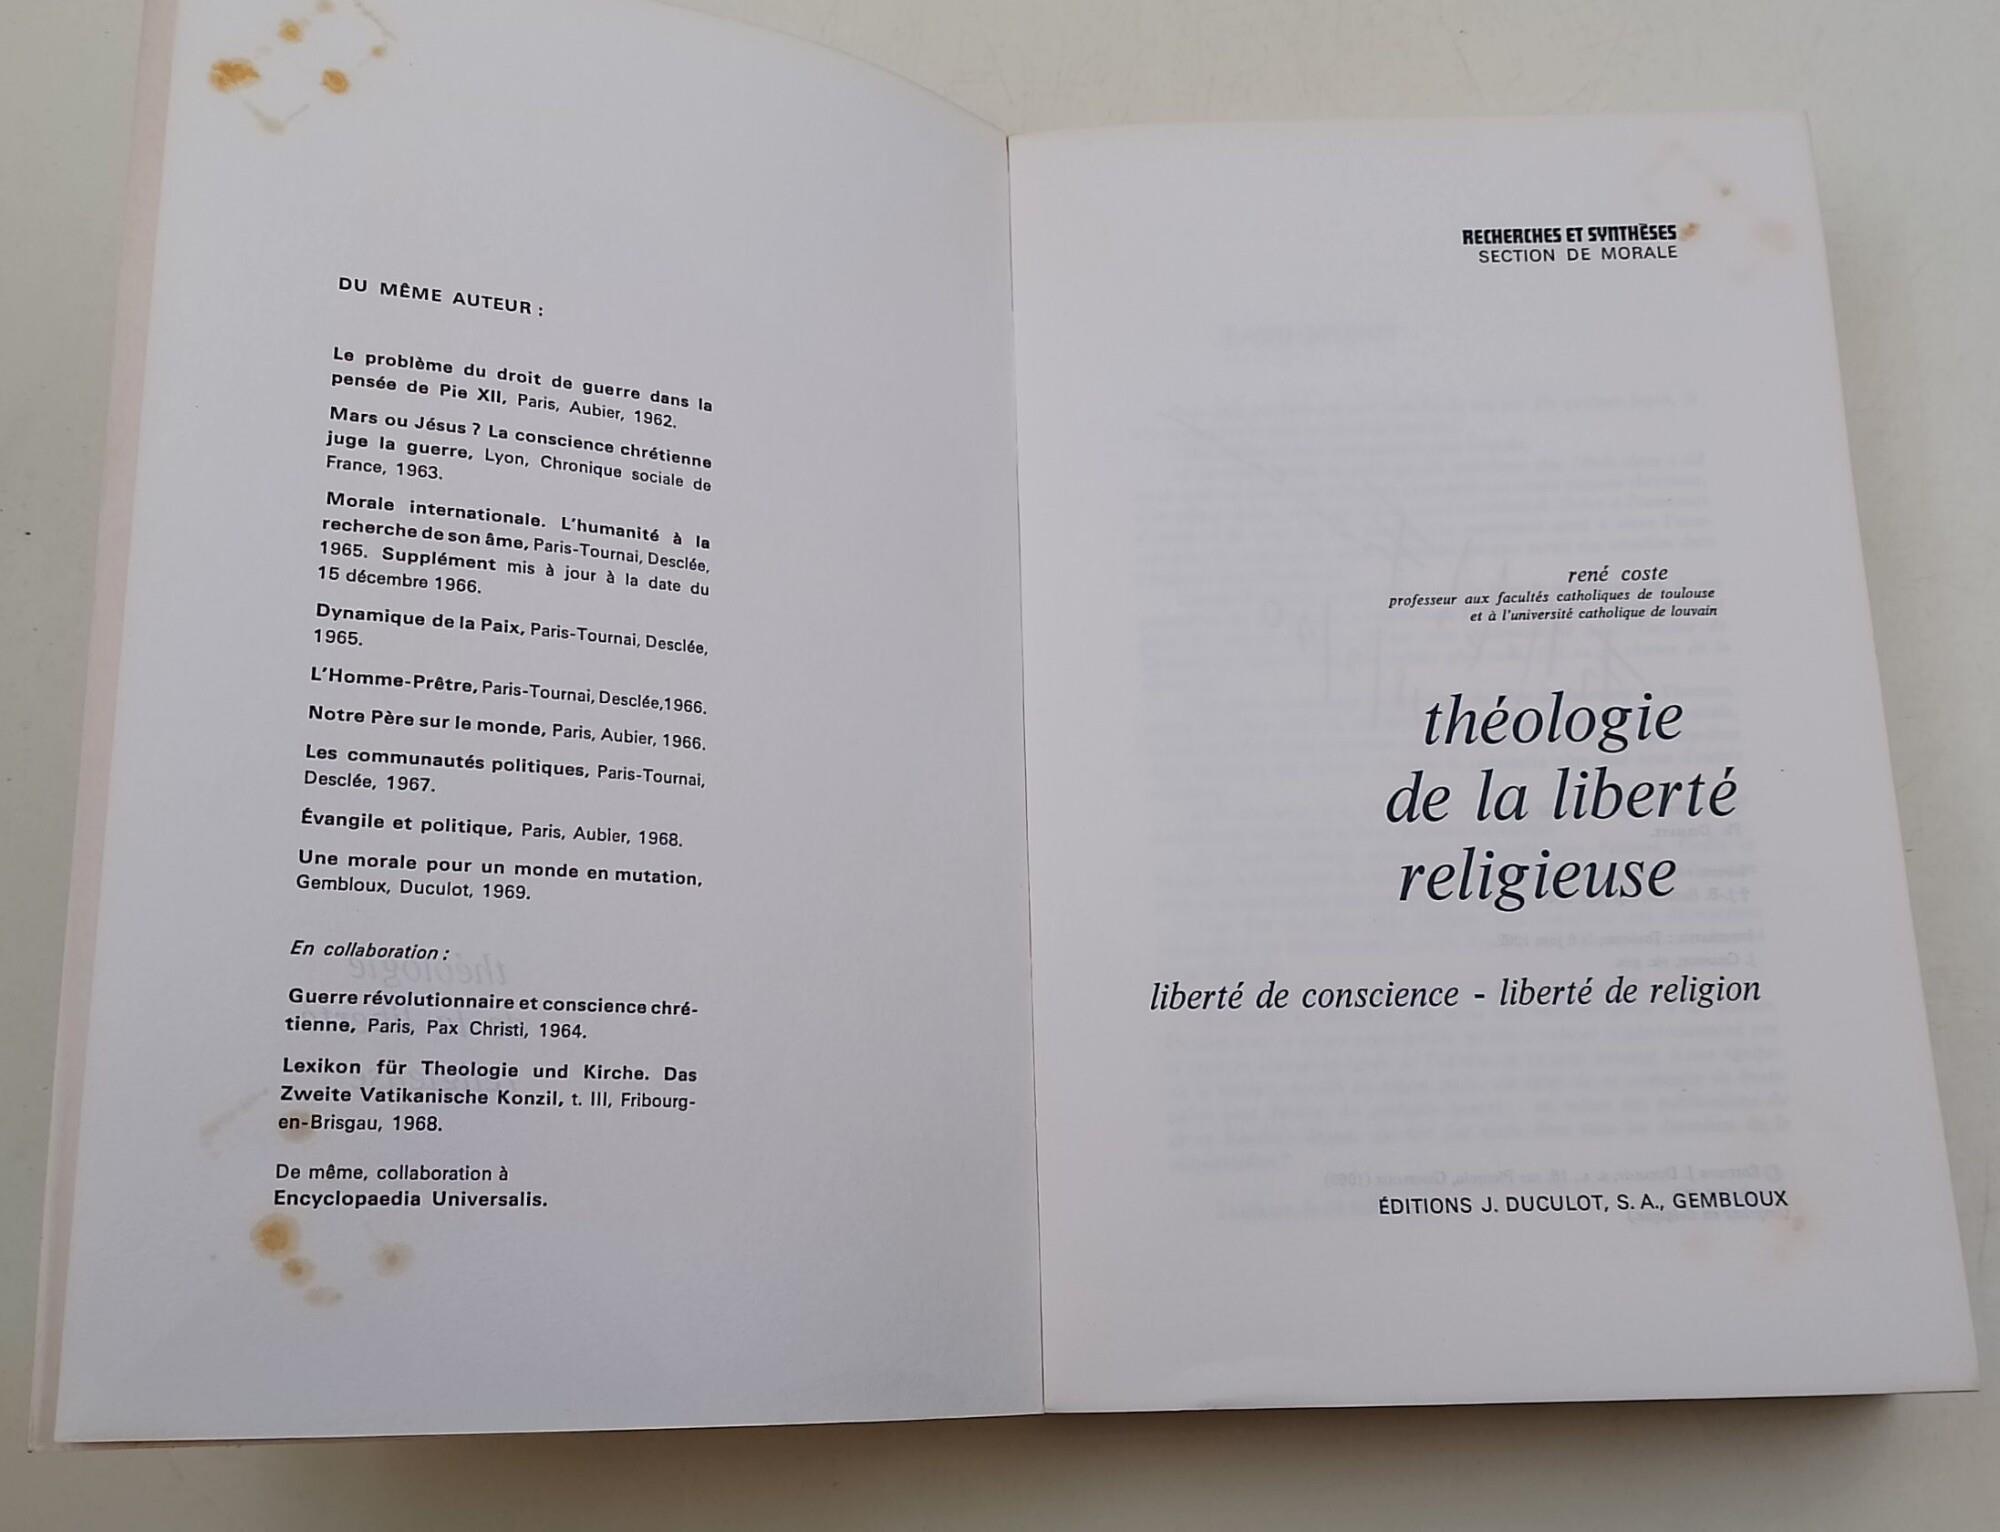 DU MÊME AUTEUR :
Le problème du droit de guerre dans la
pensée de Pie XII, Paris, Aubier, 1962.
Mars ou Jésus ? La conscience chrétienne
juge la guerre, Lyon, Chronique sociale de
France, 1963.
Morale internationale. L'humanité à la
recherche de son âme, Paris-Tournai, Desclée,
1965. Supplément mis à jour à la date du
15 décembre 1966.
Dynamique de la Paix, Paris-Tournai, Desclée,
1965.
L'Homme-Prêtre, Paris-Tournai, Desclée,1966.
Notre Père sur le monde, Paris, Aubier, 1966.
Les communautés politiques, Paris-Tournai,
Desclée, 1967.
Évangile et politique, Paris, Aubier, 1968.
Une morale pour un monde en mutation,
Gembloux, Duculot, 1969.
En collaboration :
Guerre révolutionnaire et conscience chré-
tienne, Paris, Pax Christi, 1964.
Lexikon für Theologie und Kirche. Das
Zweite Vatikanische Konzil, t. III, Fribourg-
en-Brisgau, 1968.
De même, collaboration à
Encyclopaedia Universalis.
RECHERCHES ET SYNTHÈSES
SECTION DE MORALE
rené coste
professeur aux facultés catholiques de toulouse
et à l'université catholique de louvain
théologie
de la liberté
religieuse
liberté de conscience - liberté de religion
ÉDITIONS J. DUCULOT, S. A., GEMBLOUX